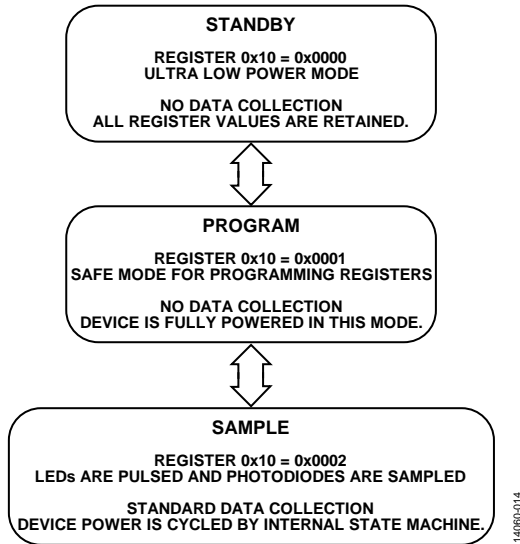 STANDBY
REGISTER 0x10 = 0x0000
ULTRA LOW POWER MODE
NO DATA COLLECTION
ALL REGISTER VALUES ARE RETAINED.
PROGRAM
REGISTER 0x10 = 0x0001
SAFE MODE FOR PROGRAMMING REGISTERS
NO DATA COLLECTION
DEVICE IS FULLY POWERED IN THIS MODE.
SAMPLE
REGISTER 0x10 = 0x0002
LEDs ARE PULSED AND PHOTODIODES ARE SAMPLED
STANDARD DATA COLLECTION
DEVICE POWER IS CYCLED BY INTERNAL STATE MACHINE.
14060-014